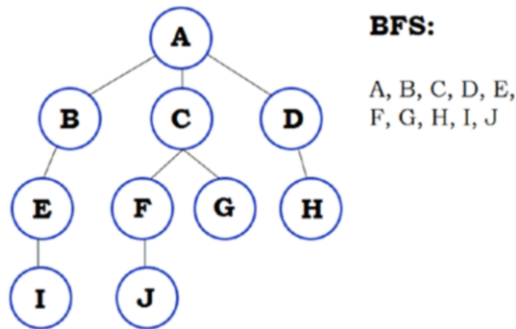 A
BFS:
A, B, C, D, E,
F, G, H, I, J
B
C
D
E
F
G
H
I
J